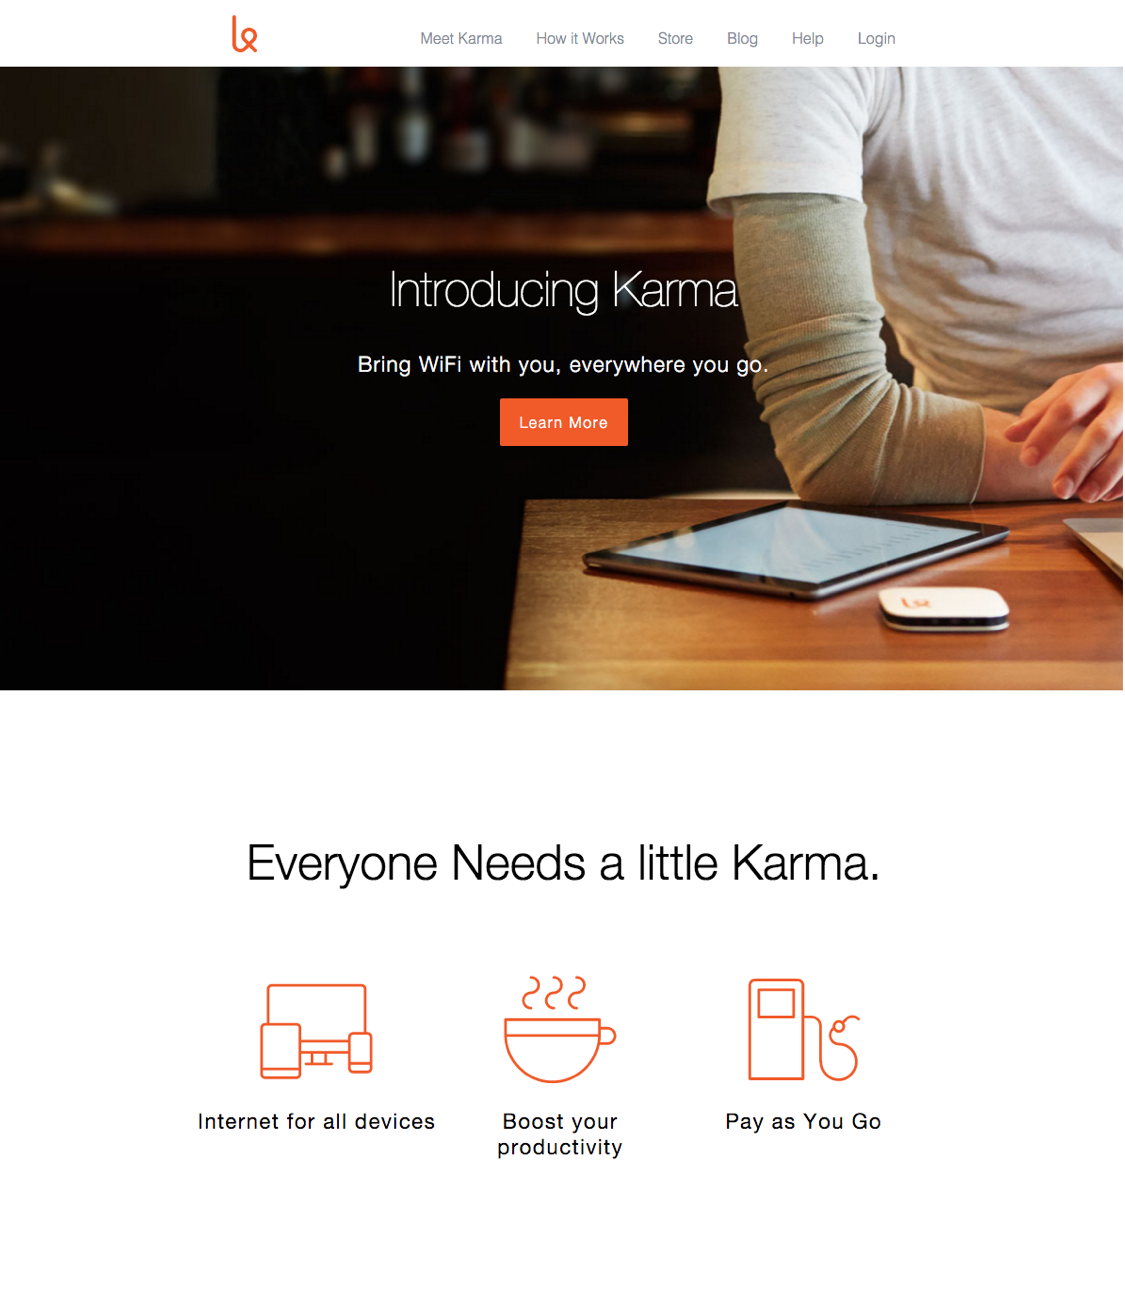 Meet Karma How it Works Store Blog Help Login
Introducing Karma
Bring WiFi with you, everywhere you go.
Learn More
Everyone Needs a little Karma.
Internet for all devices
Boost your
productivity
Pay as You Go